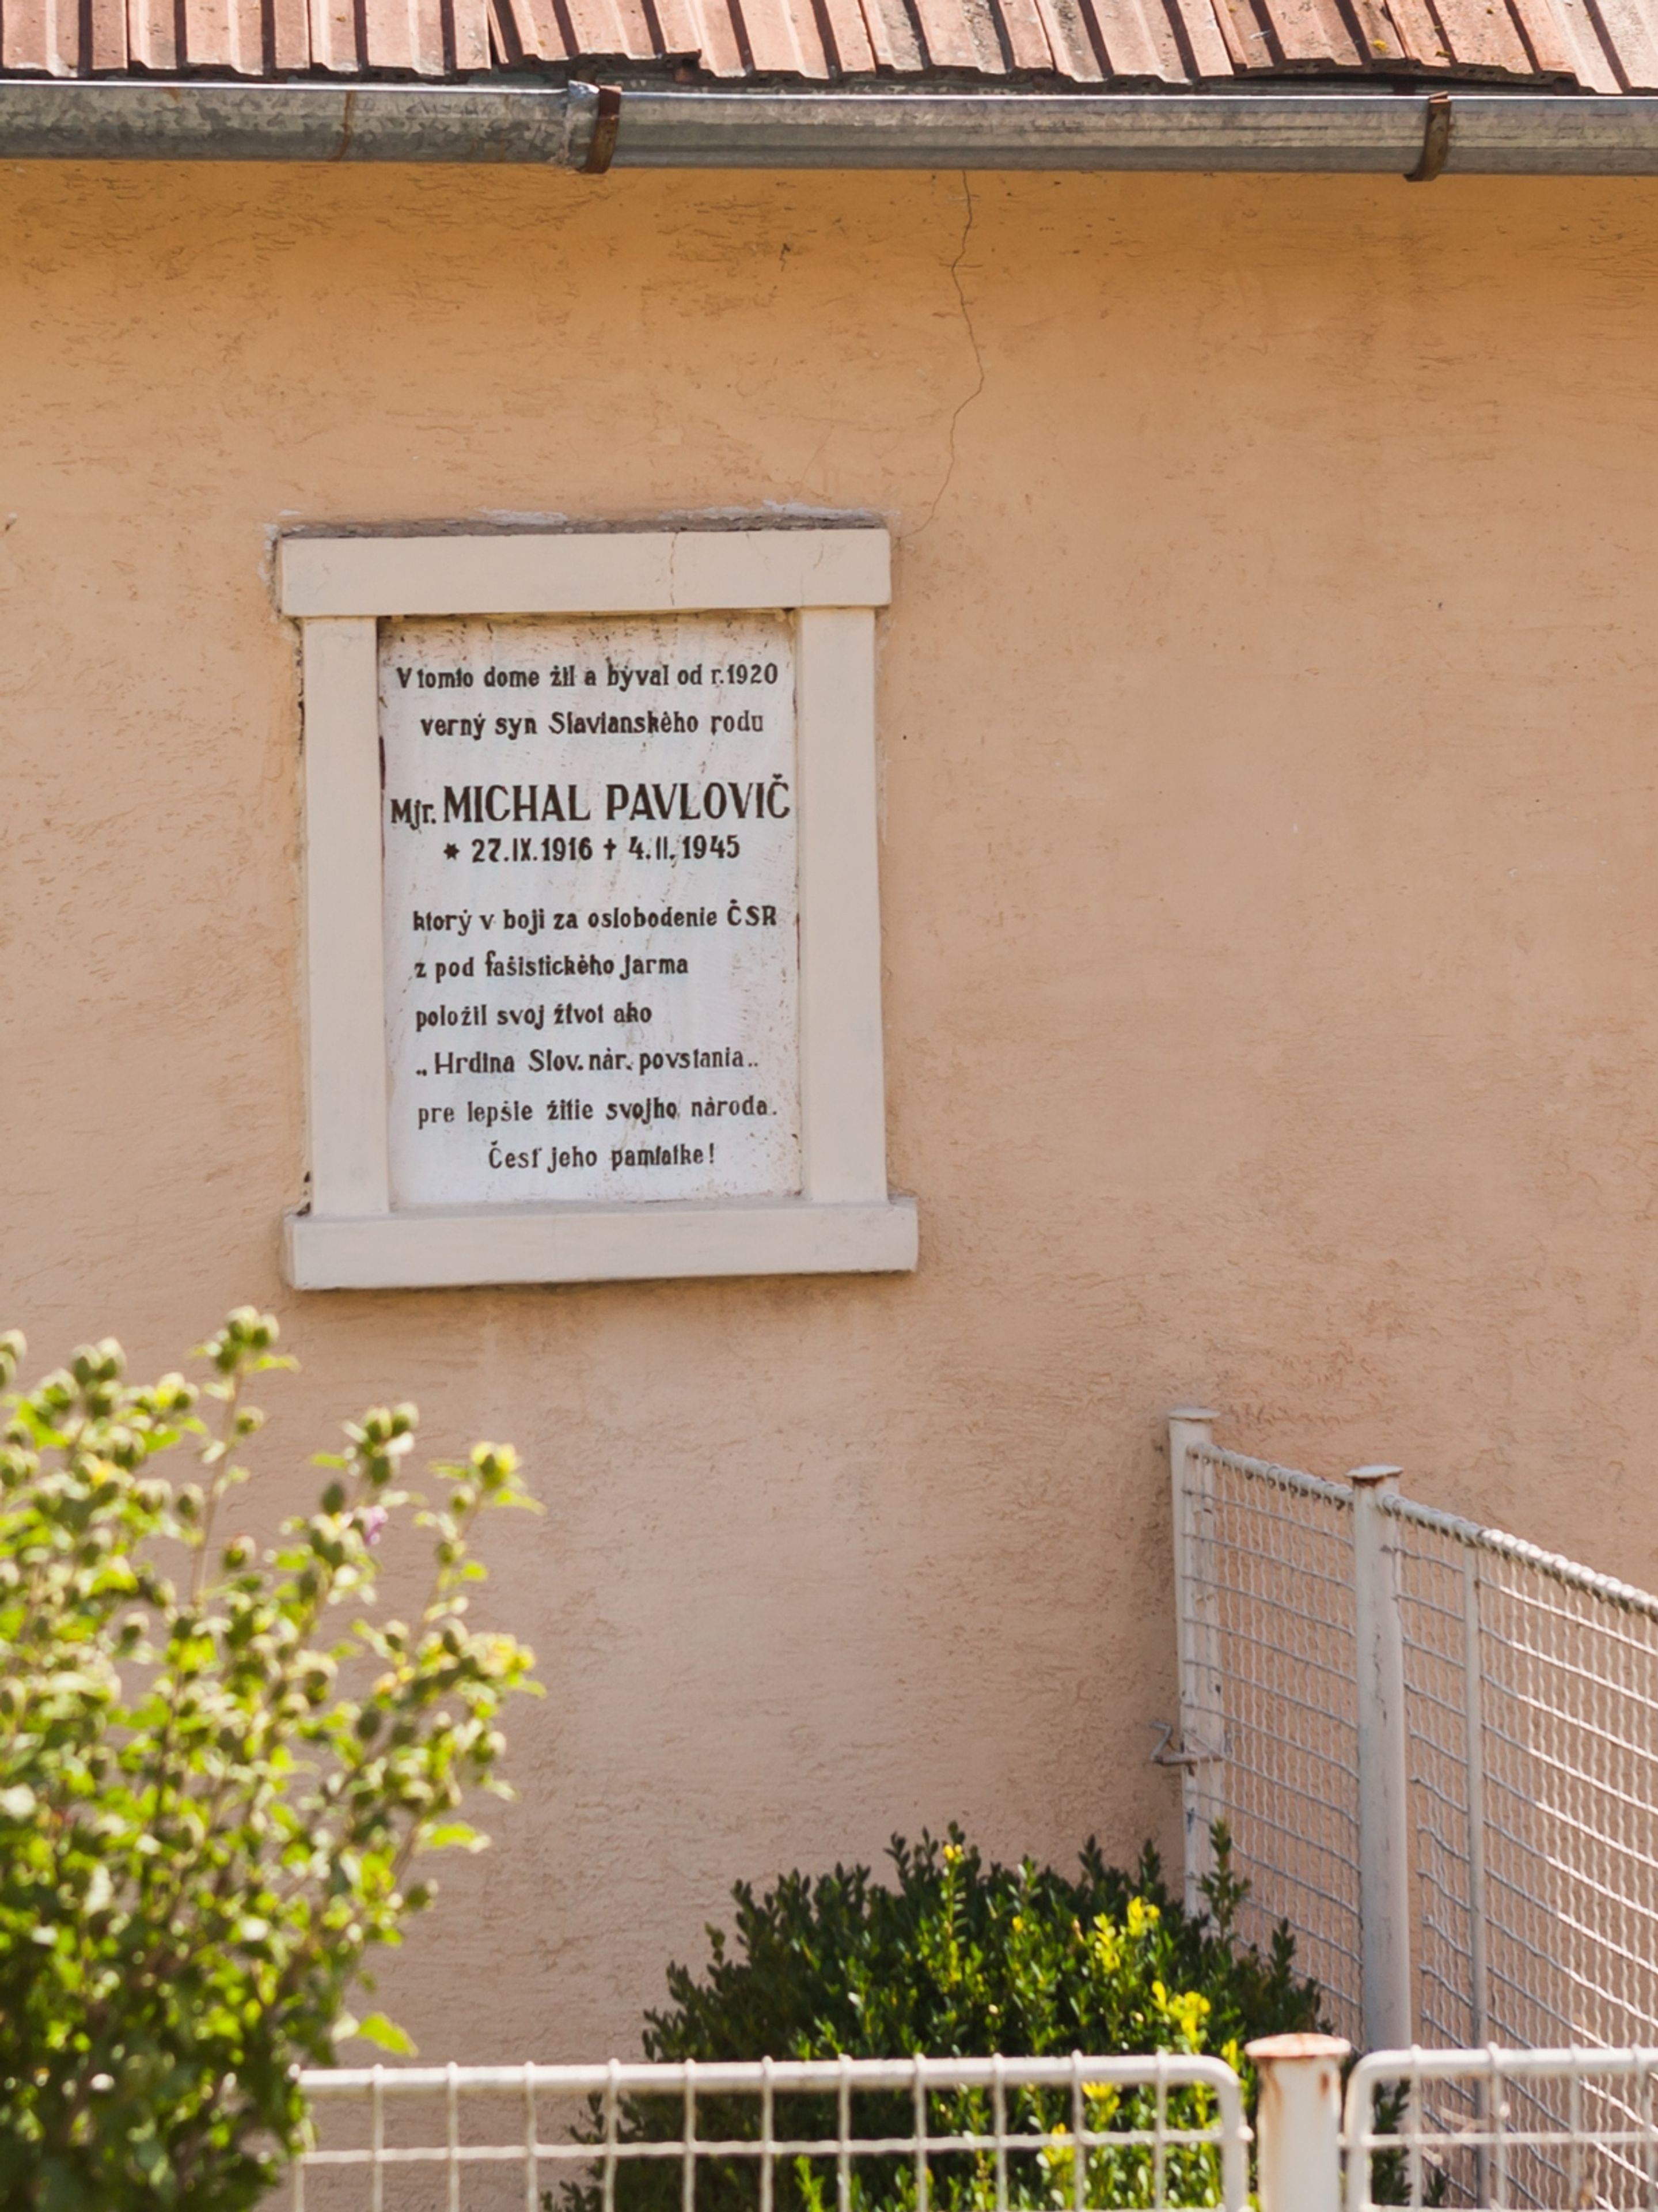 V tomto dome žil a býval od r.1920
verný syn Slavianského rodu
Mjr. MICHAL PAVLOVIČ
* 27.IX.1916 † 4.II.1945
ktorý v boji za oslobodenie ČSR
z pod fašistického jarma
položil svoj život ako
„Hrdina Slov. nár. povstania..
pre lepšie žitie svojho národa.
Česť jeho pamiatke!